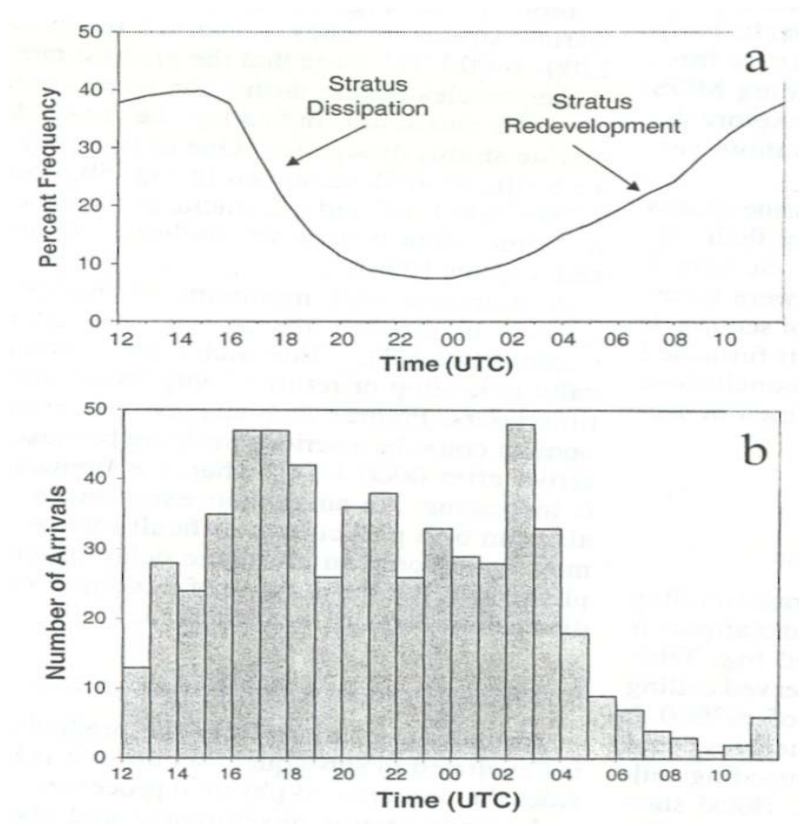 50
a
Stratus
Dissipation
40
Stratus
Redevelopment
30
20
10
0
Percent Frequency
12 14 16 18 20 22 00 02 04 06 08 10
Time (UTC)
50
b
40
30
20
10
0
Number of Arrivals
12 14 16 18 20 22 00 02 04 06 08 10
Time (UTC)